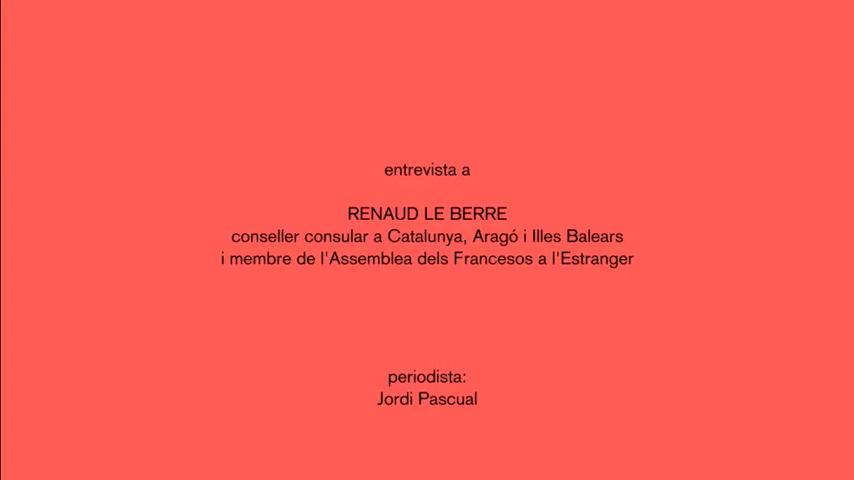 entrevista a
RENAUD LE BERRE
conseller consular a Catalunya, Aragó i Illes Balears
i membre de l'Assemblea dels Francesos a l'Estranger
periodista:
Jordi Pascual